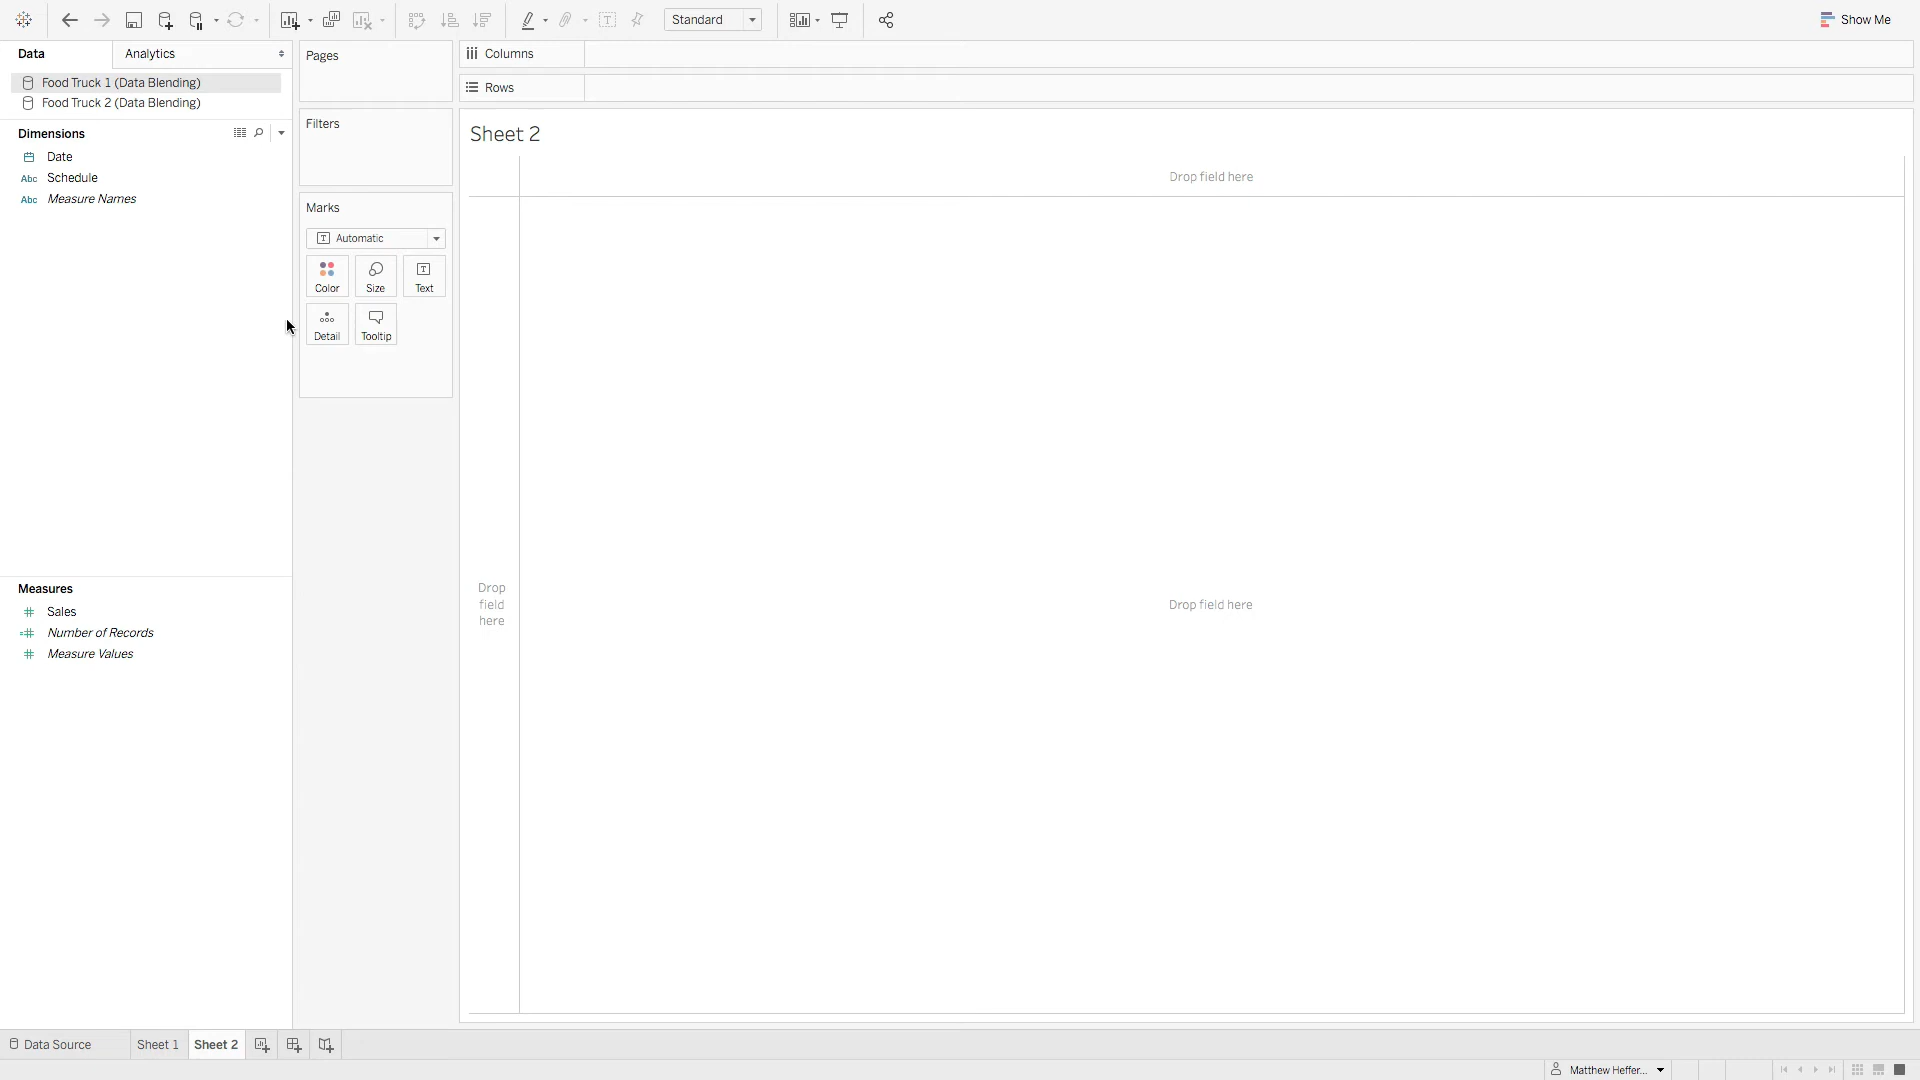 Standard
Show Me
Data
Analytics
Pages
Columns
Food Truck 1 (Data Blending)
Food Truck 2 (Data Blending)
Rows
Dimensions
Filters
Sheet 2
Date
Abc Schedule
Abc Measure Names
Drop field here
Marks
Automatic
Color
Size
Text
Detail
Tooltip
Measures
Sales
Number of Records
Measure Values
Drop
field
here
Drop field here
Data Source
Sheet 1
Sheet 2
Matthew Heffer...